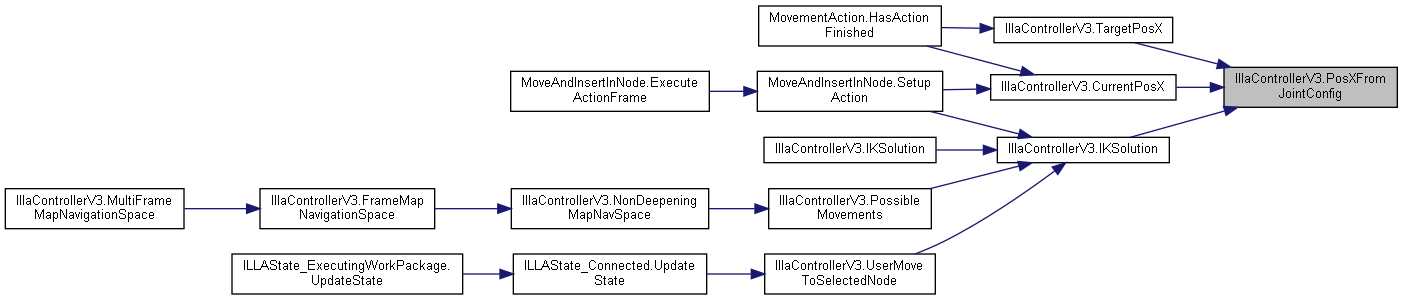 MovementAction.HasAction
Finished
IllaControllerV3.TargetPosX
MoveAndInsertInNode.Execute
ActionFrame
MoveAndInsertInNode.Setup
Action
IllaControllerV3.CurrentPosX
IllaControllerV3.PosXFrom
JointConfig
IllaControllerV3.IKSolution
IllaControllerV3.IKSolution
IllaControllerV3.MultiFrame
MapNavigationSpace
IllaControllerV3.FrameMap
NavigationSpace
IllaControllerV3.NonDeepening
MapNavSpace
IllaControllerV3.Possible
Movements
ILLAState_ExecutingWorkPackage.
UpdateState
ILLAState_Connected.Update
State
IllaControllerV3.UserMove
ToSelectedNode